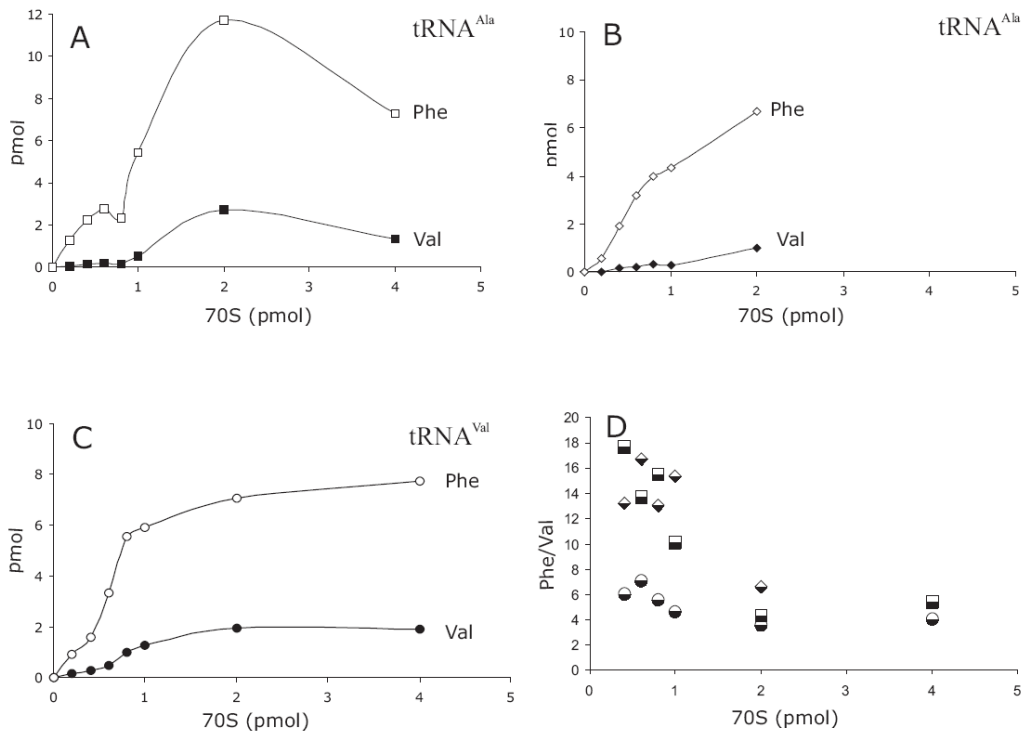 A
tRNA^Ala
12
10
8
6
4
2
0
pmol
Phe
Val
0 1 2 3 4 5
70S (pmol)
B
tRNA^Ala
10
8
6
4
2
0
pmol
Phe
Val
0 1 2 3 4 5
70S (pmol)
C
tRNA^Val
10
8
6
4
2
0
pmol
Phe
Val
0 1 2 3 4 5
70S (pmol)
D
20
18
16
14
12
10
8
6
4
2
0
Phe/Val
0 1 2 3 4 5
70S (pmol)